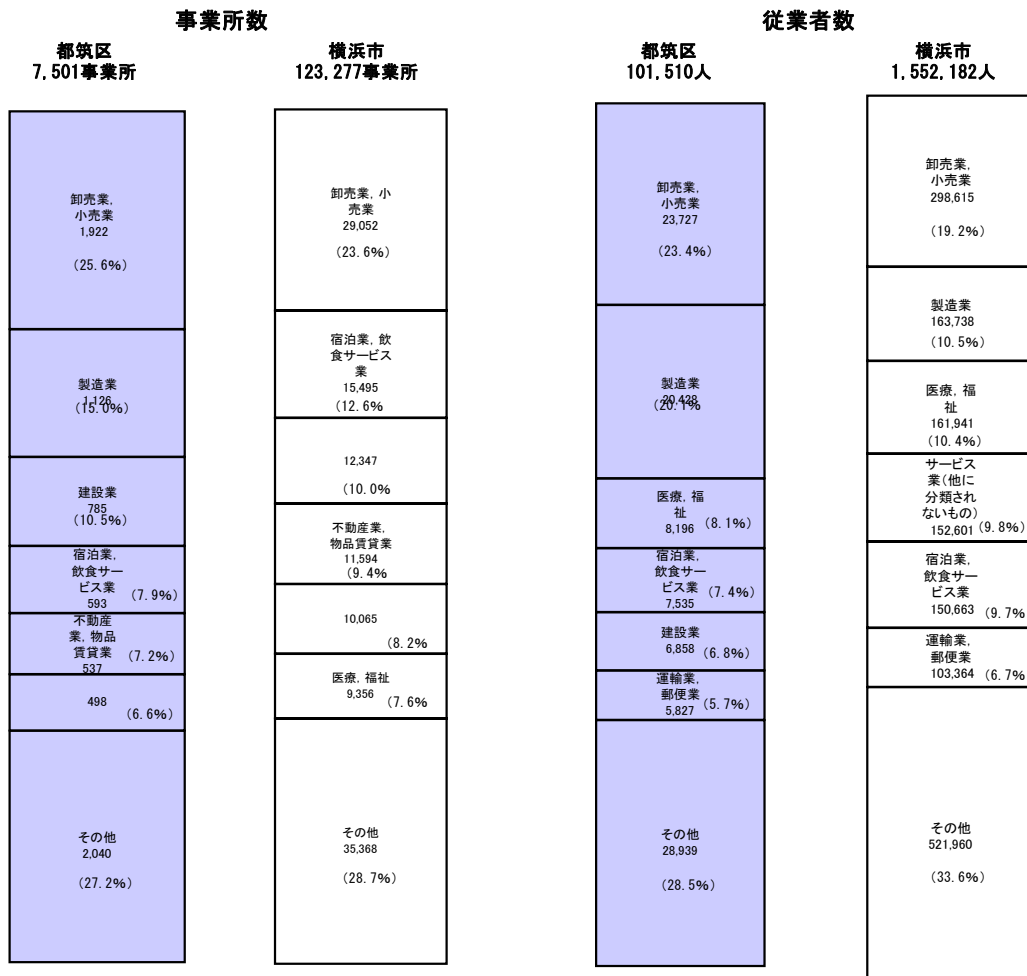 事業所数
都筑区
7,501事業所
卸売業,
小売業
1,922
（25.6%）
製造業
1,126
（15.0%）
建設業
785
（10.5%）
宿泊業,
飲食サー
ビス業
593
（7.9%）
不動産
業, 物品
賃貸業
537
（7.2%）
498
（6.6%）
その他
2,040
（27.2%）
横浜市
123,277事業所
卸売業, 小
売業
29,052
（23.6%）
宿泊業, 飲
食サービス
業
15,495
（12.6%
12,347
（10.0%
不動産業,
物品賃貸業
11,594
（9.4%
10,065
（8.2%
医療, 福祉
9,356
（7.6%
その他
35,368
（28.7%）
従業者数
都筑区
101,510人
卸売業,
小売業
23,727
（23.4%）
製造業
20,428
（20.1%
医療, 福
祉
8,196
（8.1%）
宿泊業,
飲食サー
ビス業
7,535
（7.4%）
建設業
6,858
（6.8%）
運輸業,
郵便業
5,827
（5.7%）
その他
28,939
（28.5%）
横浜市
1,552,182人
卸売業,
小売業
298,615
（19.2%）
製造業
163,738
（10.5%）
医療, 福
祉
161,941
（10.4%）
サービス
業(他に
分類され
ないもの)
152,601
（9.8%）
宿泊業,
飲食サー
ビス業
150,663
（9.7%）
運輸業,
郵便業
103,364
（6.7%
その他
521,960
（33.6%）